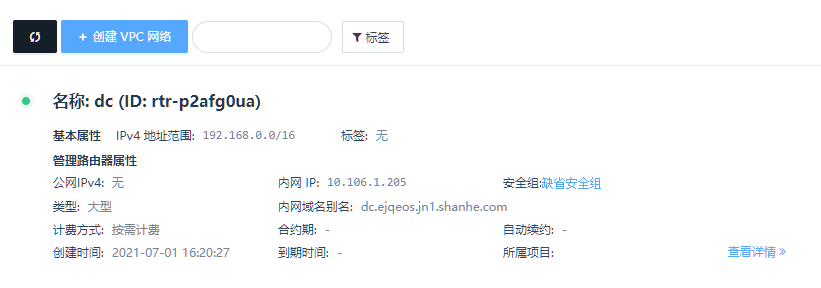 + 创建 VPC 网络 标签
名称: dc (ID: rtr-p2afg0ua)
基本属性 IPv4 地址范围: 192.168.0.0/16 标签: 无
管理路由器属性
公网IPv4: 无 内网 IP: 10.106.1.205 安全组:缺省安全组
类型: 大型 内网域名别名: dc.ejqeos.jn1.shanhe.com
计费方式: 按需计费 合约期: - 自动续约: -
创建时间: 2021-07-01 16:20:27 到期时间: - 所属项目: 查看详情 »